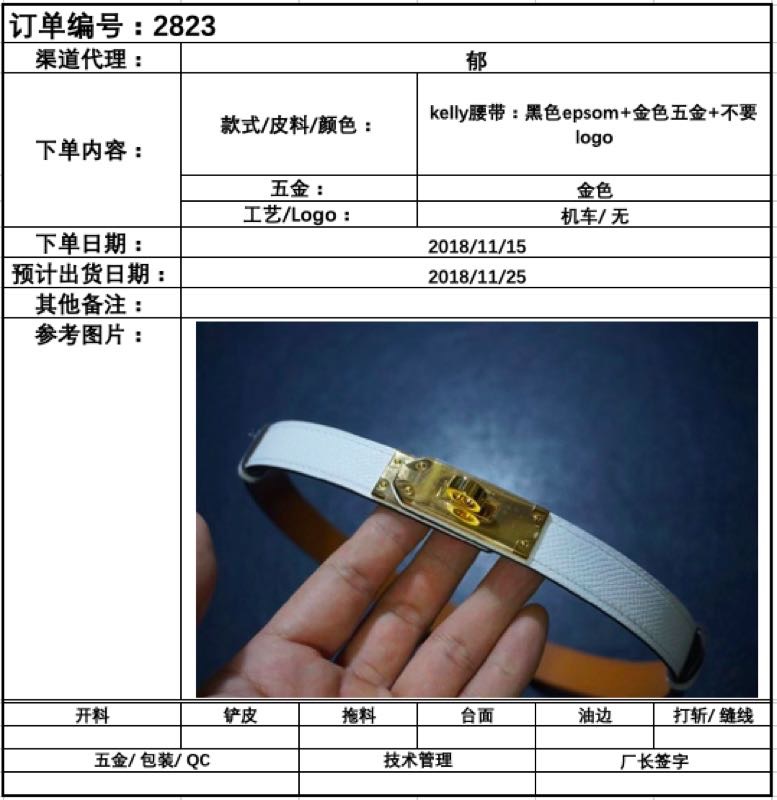 订单编号：2823
渠道代理： 郁
下单内容： 款式/皮料/颜色： kelly腰带：黑色epsom+金色五金+不要
logo
五金： 金色
工艺/Logo： 机车/ 无
下单日期： 2018/11/15
预计出货日期： 2018/11/25
其他备注：
参考图片：
开料 铲皮 拖料 台面 油边 打斩/ 缝线
五金/ 包装/ QC 技术管理 厂长签字